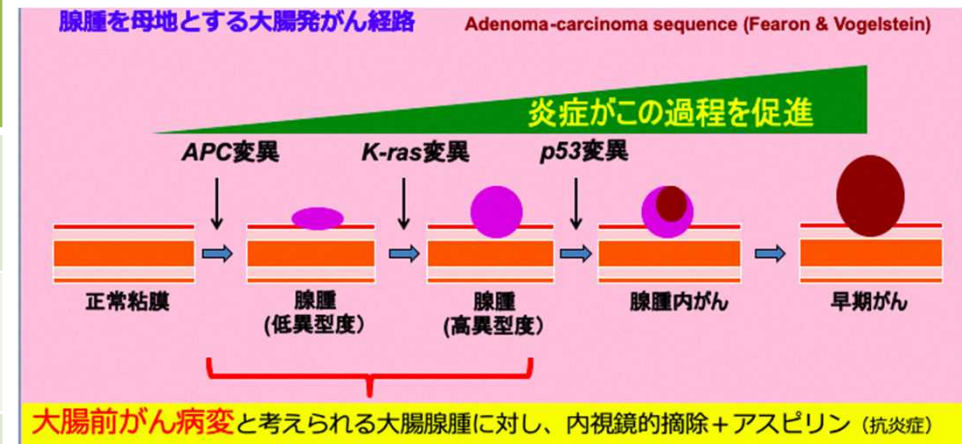 腺腫を母地とする大腸発がん経路 Adenoma-carcinoma sequence (Fearon & Vogelstein)
炎症がこの過程を促進
APC変異 K-ras変異 p53変異
正常粘膜 腺腫 腺腫 腺腫内がん 早期がん
(低異型度） (高異型度）
大腸前がん病変と考えられる大腸腺腫に対し、内視鏡的摘除＋アスピリン（抗炎症）